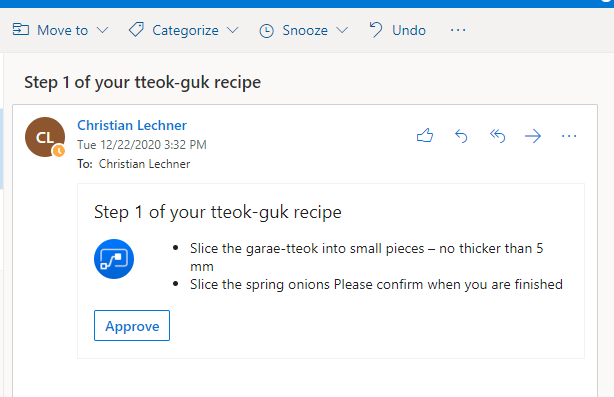 Move to Categorize Snooze Undo ...
Step 1 of your tteok-guk recipe
CL
Christian Lechner
Tue 12/22/2020 3:32 PM
To: Christian Lechner
...
Step 1 of your tteok-guk recipe
• Slice the garae-tteok into small pieces – no thicker than 5
mm
• Slice the spring onions Please confirm when you are finished
Approve